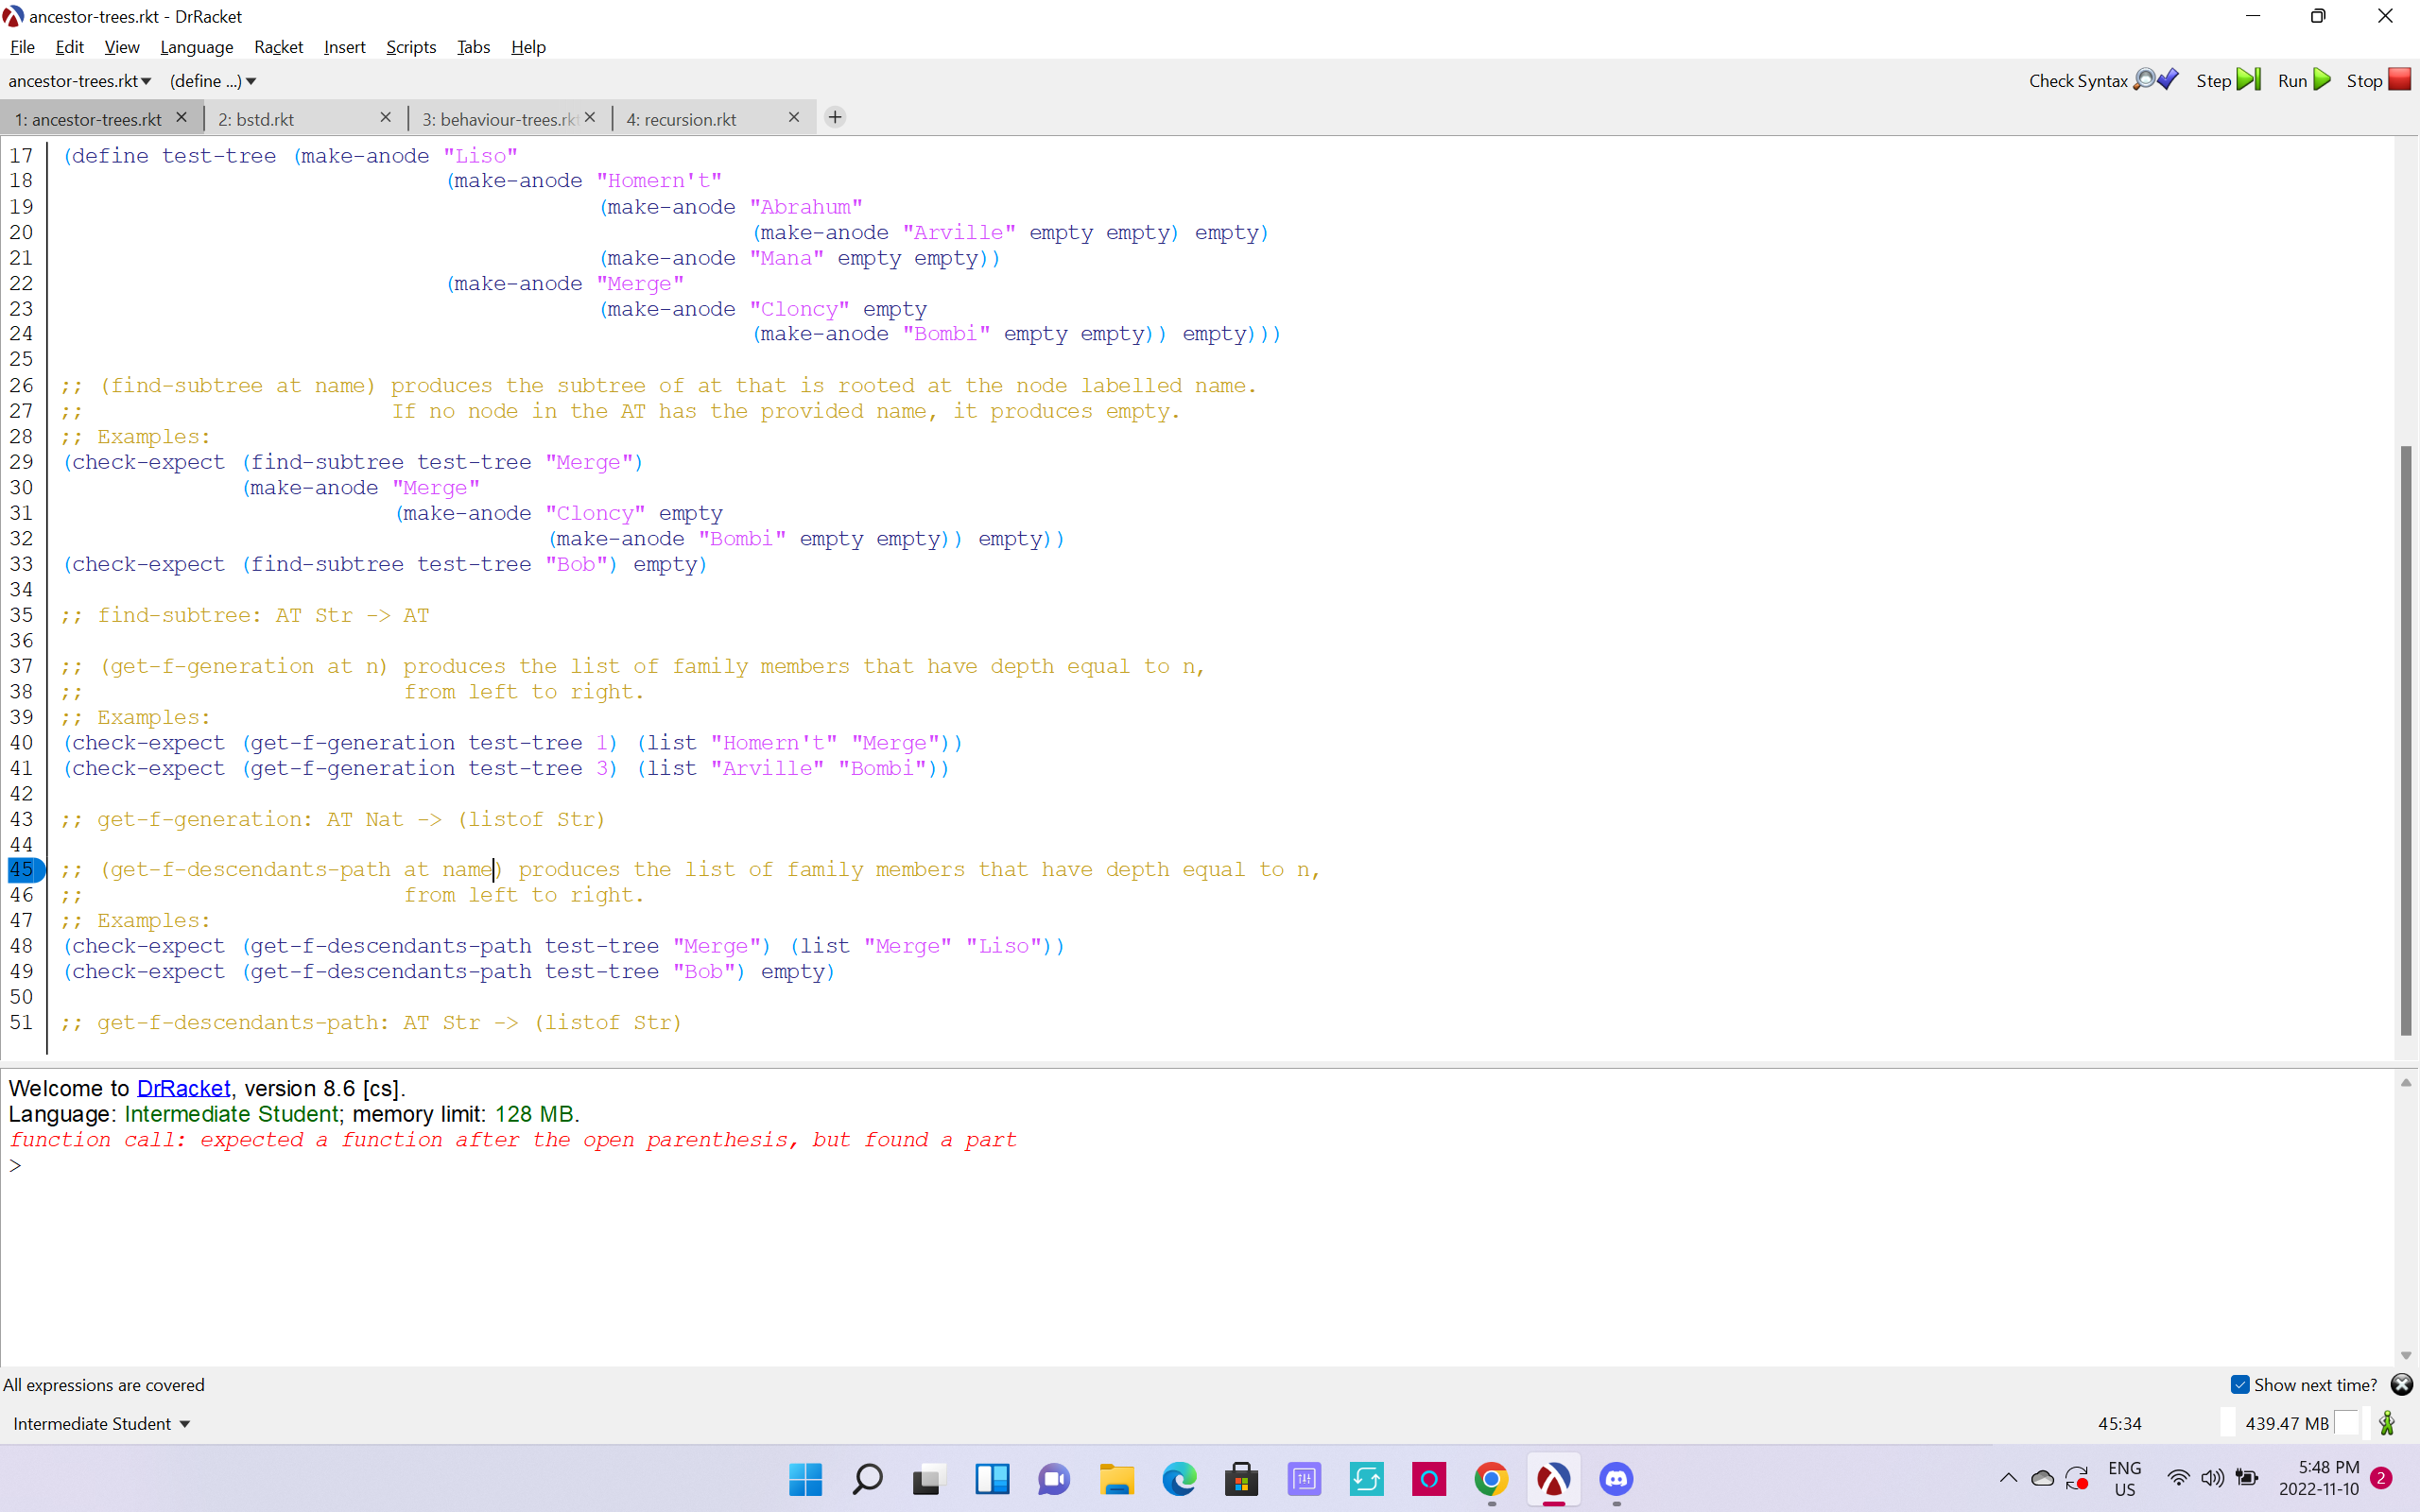 ancestor-trees.rkt - DrRacket
File Edit View Language Racket Insert Scripts Tabs Help
ancestor-trees.rkt (define ...) Check Syntax Step Run Stop
1: ancestor-trees.rkt 2: bstd.rkt 3: behaviour-trees.rkt 4: recursion.rkt
17 (define test-tree (make-anode "Liso"
18 (make-anode "Homern't"
19 (make-anode "Abrahum"
20 (make-anode "Arville" empty empty) empty)
21 (make-anode "Mana" empty empty))
22 (make-anode "Merge"
23 (make-anode "Cloncy" empty
24 (make-anode "Bombi" empty empty)) empty)))
25
26 ;; (find-subtree at name) produces the subtree of at that is rooted at the node labelled name.
27 ;; If no node in the AT has the provided name, it produces empty.
28 ;; Examples:
29 (check-expect (find-subtree test-tree "Merge")
30 (make-anode "Merge"
31 (make-anode "Cloncy" empty
32 (make-anode "Bombi" empty empty)) empty))
33 (check-expect (find-subtree test-tree "Bob") empty)
34
35 ;; find-subtree: AT Str -> AT
36
37 ;; (get-f-generation at n) produces the list of family members that have depth equal to n,
38 ;; from left to right.
39 ;; Examples:
40 (check-expect (get-f-generation test-tree 1) (list "Homern't" "Merge"))
41 (check-expect (get-f-generation test-tree 3) (list "Arville" "Bombi"))
42
43 ;; get-f-generation: AT Nat -> (listof Str)
44
45 ;; (get-f-descendants-path at name) produces the list of family members that have depth equal to n,
46 ;; from left to right.
47 ;; Examples:
48 (check-expect (get-f-descendants-path test-tree "Merge") (list "Merge" "Liso"))
49 (check-expect (get-f-descendants-path test-tree "Bob") empty)
50
51 ;; get-f-descendants-path: AT Str -> (listof Str)
Welcome to DrRacket, version 8.6 [cs].
Language: Intermediate Student; memory limit: 128 MB.
function call: expected a function after the open parenthesis, but found a part
>
All expressions are covered Show next time?
Intermediate Student 45:34 439.47 MB
ENG 5:48 PM 2
US 2022-11-10